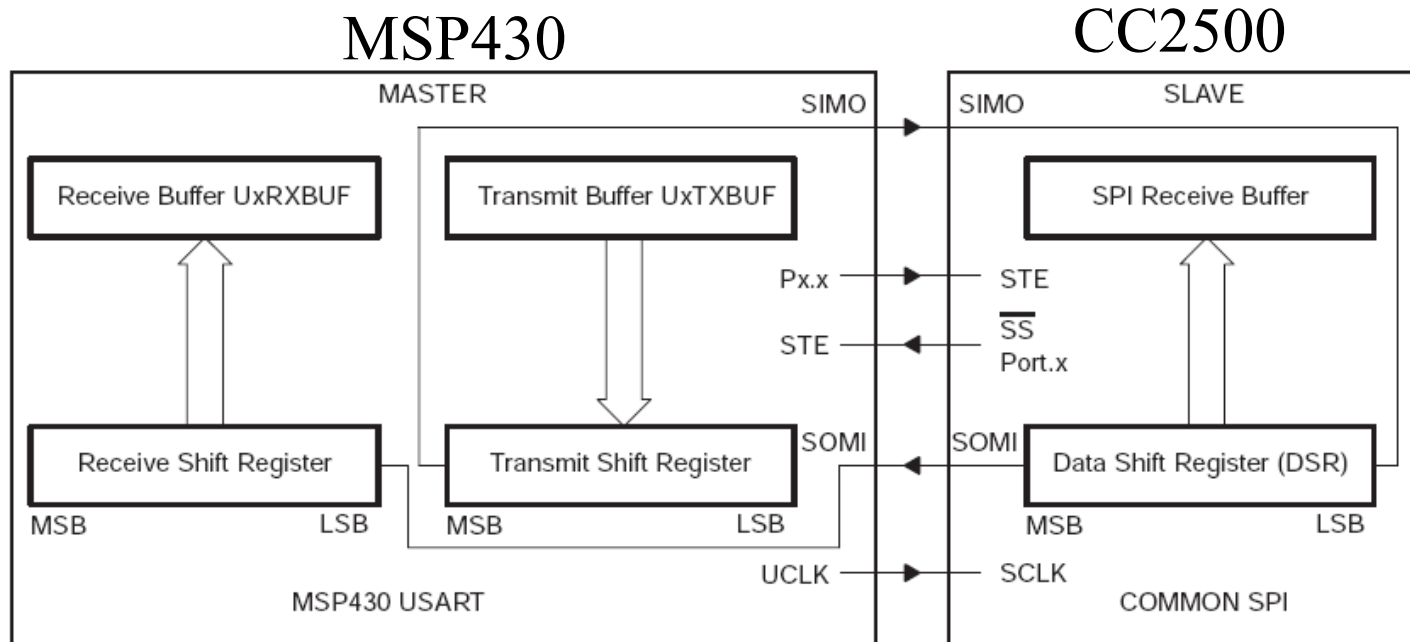 MSP430
CC2500
MASTER
SIMO
SIMO
SLAVE
Receive Buffer UxRXBUF
Transmit Buffer UxTXBUF
SPI Receive Buffer
Px.x
STE
STE
SS
Port.x
Receive Shift Register
Transmit Shift Register
SOMI
SOMI
Data Shift Register (DSR)
MSB
LSB
MSB
LSB
MSB
LSB
UCLK
SCLK
MSP430 USART
COMMON SPI